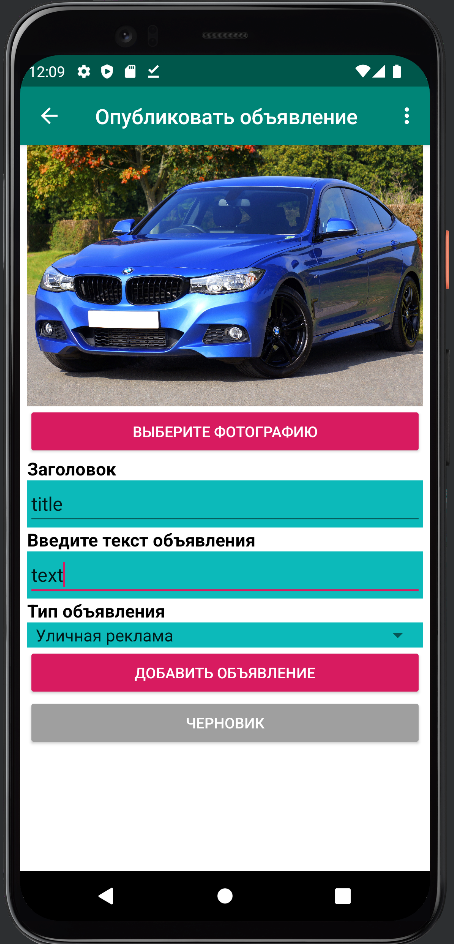 12:09
Опубликовать объявление
ВЫБЕРИТЕ ФОТОГРАФИЮ
Заголовок
title
Введите текст объявления
text
Тип объявления
Уличная реклама
ДОБАВИТЬ ОБЪЯВЛЕНИЕ
ЧЕРНОВИК